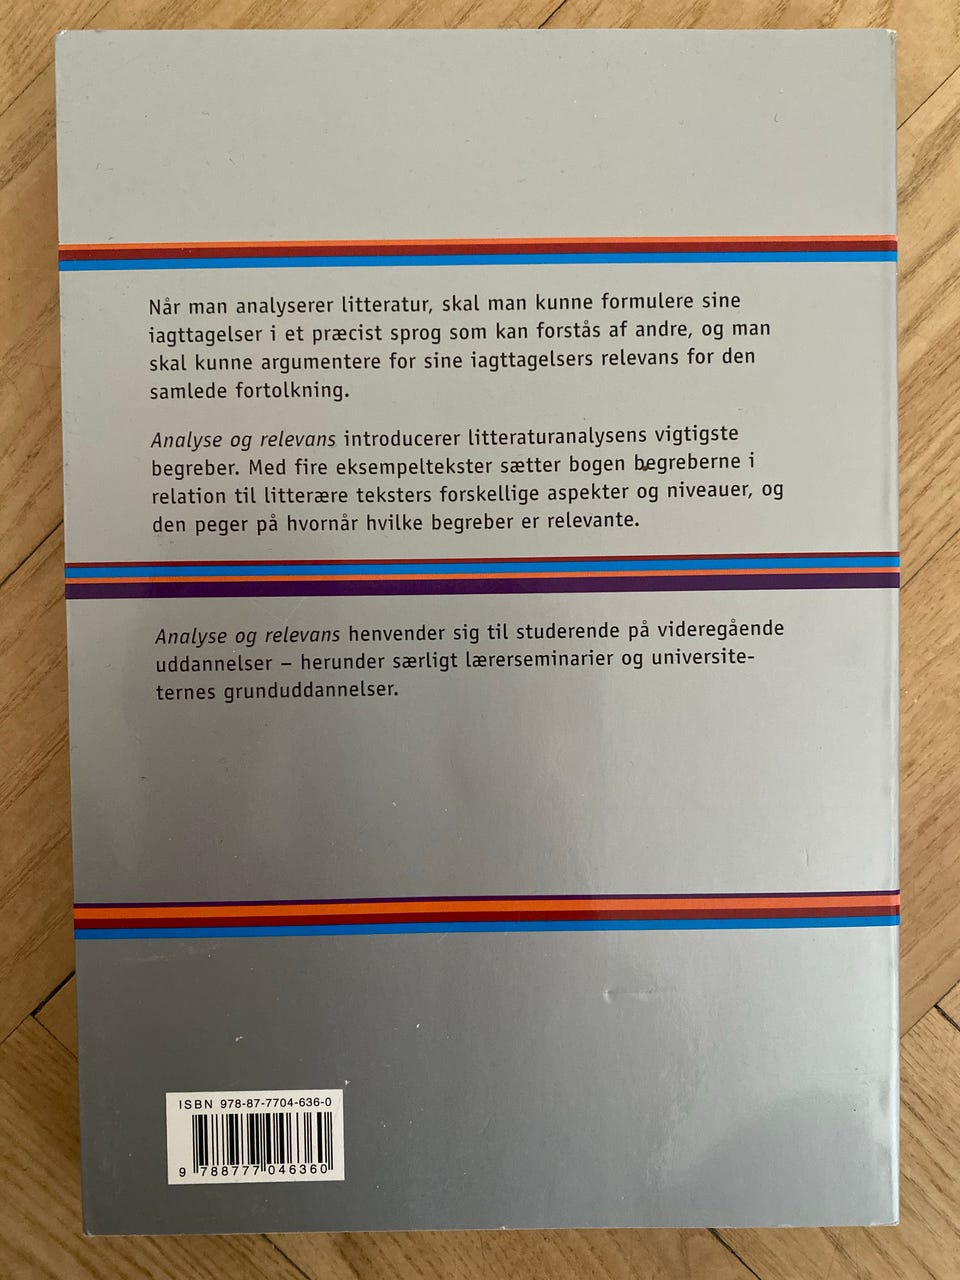 Når man analyserer litteratur, skal man kunne formulere sine
iagttagelser i et præcist sprog som kan forstås af andre, og man
skal kunne argumentere for sine iagttagelsers relevans for den
samlede fortolkning.
Analyse og relevans introducerer litteraturanalysens vigtigste
begreber. Med fire eksempeltekster sætter bogen begreberne i
relation til litterære teksters forskellige aspekter og niveauer, og
den peger på hvornår hvilke begreber er relevante.
Analyse og relevans henvender sig til studerende på videregående
uddannelser – herunder særligt lærerseminarier og universite-
ternes grunduddannelser.
ISBN 978-87-7704-636-0
9 788777 046360